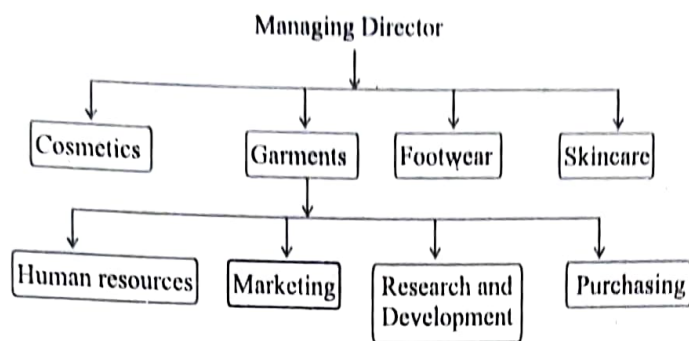 Managing Director
Cosmetics
Garments
Footwear
Skincare
Human resources
Marketing
Research and
Development
Purchasing